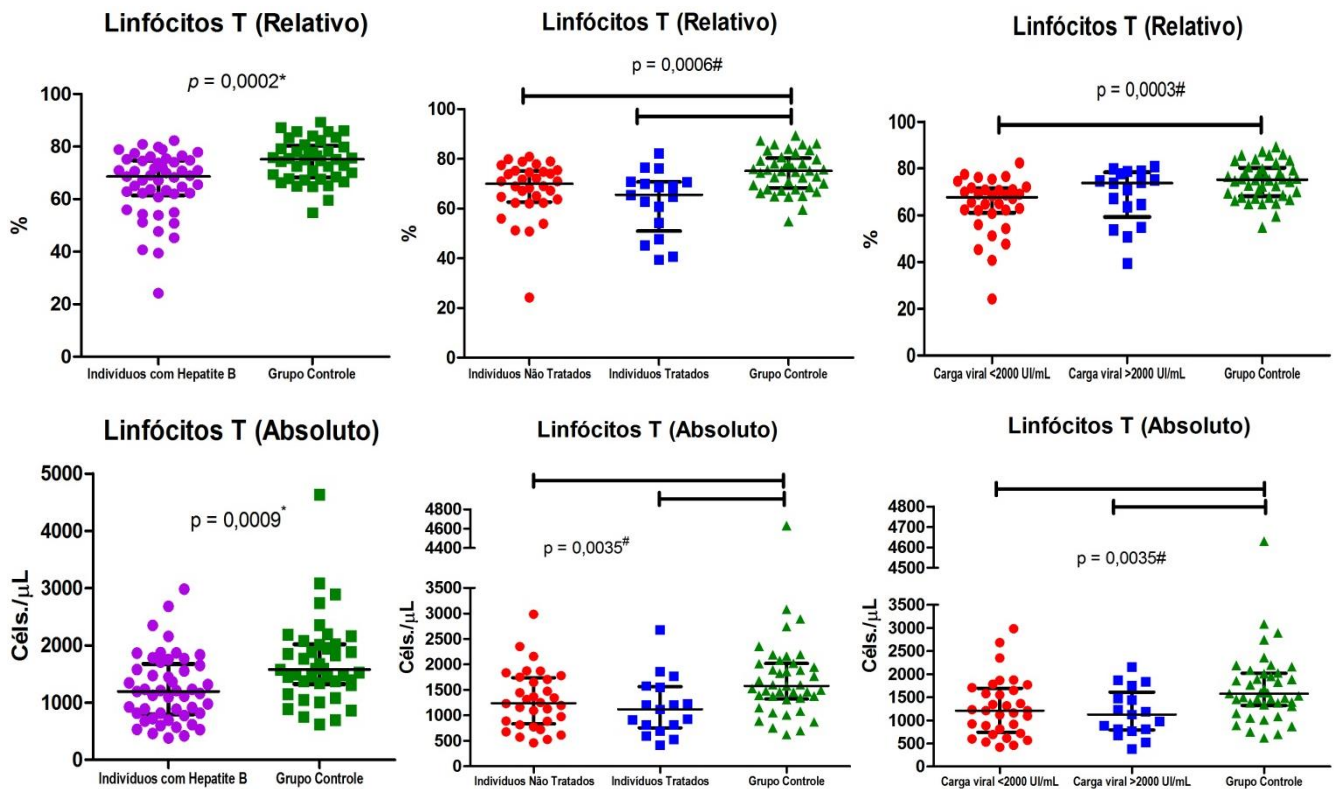 Linfócitos T (Relativo)
p = 0,0002*
%
100
80
60
40
20
0
Individuos com Hepatite B
Grupo Controle
Linfócitos T (Relativo)
p = 0,0006#
%
100
80
60
40
20
0
Individuos Não Tratados
Individuos Tratados
Grupo Controle
Linfócitos T (Relativo)
p = 0,0003#
%
100
80
60
40
20
0
Carga viral <2000 UI/mL
Carga viral >2000 UI/mL
Grupo Controle
Linfócitos T (Absoluto)
p = 0,0009*
Céls./µL
5000
4000
3000
2000
1000
0
Individuos com Hepatite B
Grupo Controle
Linfócitos T (Absoluto)
p = 0,0035#
Céls./µL
4800
4600
4400
3500
3000
2500
2000
1500
1000
500
0
Individuos Não Tratados
Individuos Tratados
Grupo Controle
Linfócitos T (Absoluto)
p = 0,0035#
Céls./µL
4800
4700
4600
4500
3500
3000
2500
2000
1500
1000
500
0
Carga viral <2000 UI/mL
Carga viral >2000 UI/mL
Grupo Controle